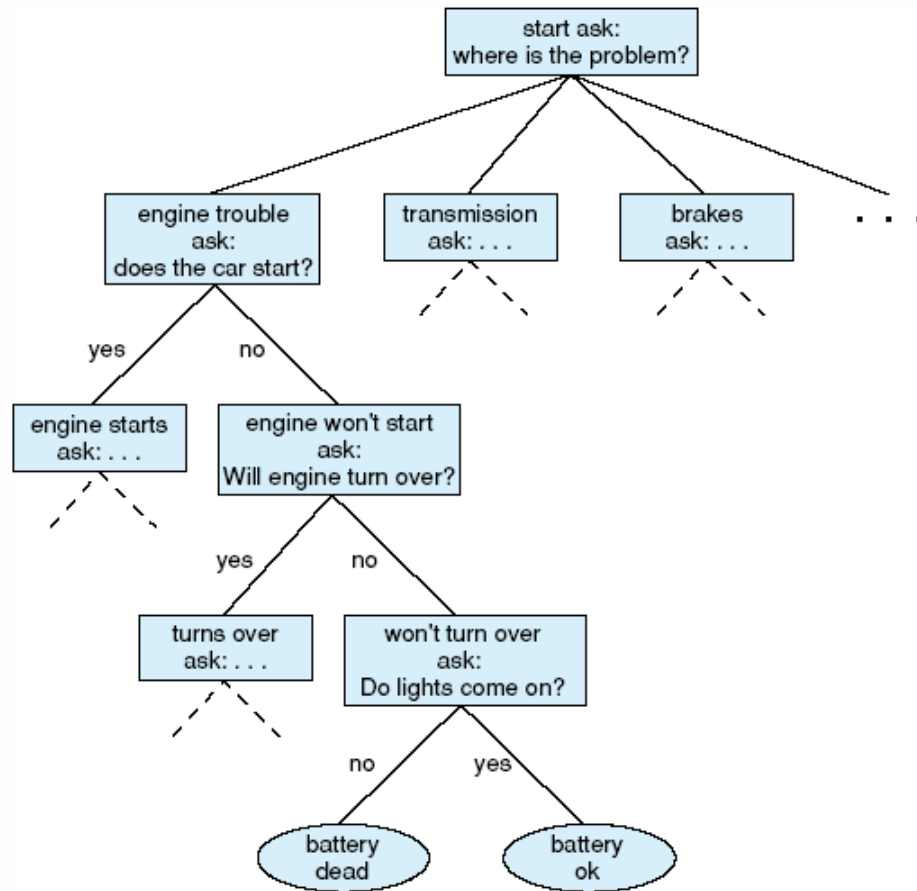 start ask:
where is the problem?
engine trouble
ask:
does the car start?
transmission
ask: . . .
brakes
ask: . . .
. . .
yes
no
engine starts
ask: . . .
engine won't start
ask:
Will engine turn over?
yes
no
turns over
ask: . . .
won't turn over
ask:
Do lights come on?
no
yes
battery
dead
battery
ok